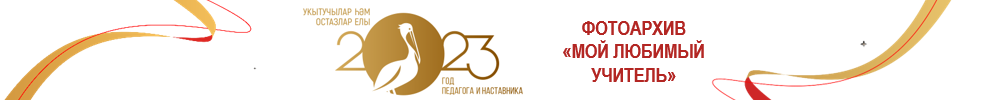 УКЫТУЧЫЛАР ҺӘМ
ОСТАЗЛАР ЕЛЫ
2023
ГОД
ПЕДАГОГА И НАСТАВНИКА
ФОТОАРХИВ
«МОЙ ЛЮБИМЫЙ
УЧИТЕЛЬ»